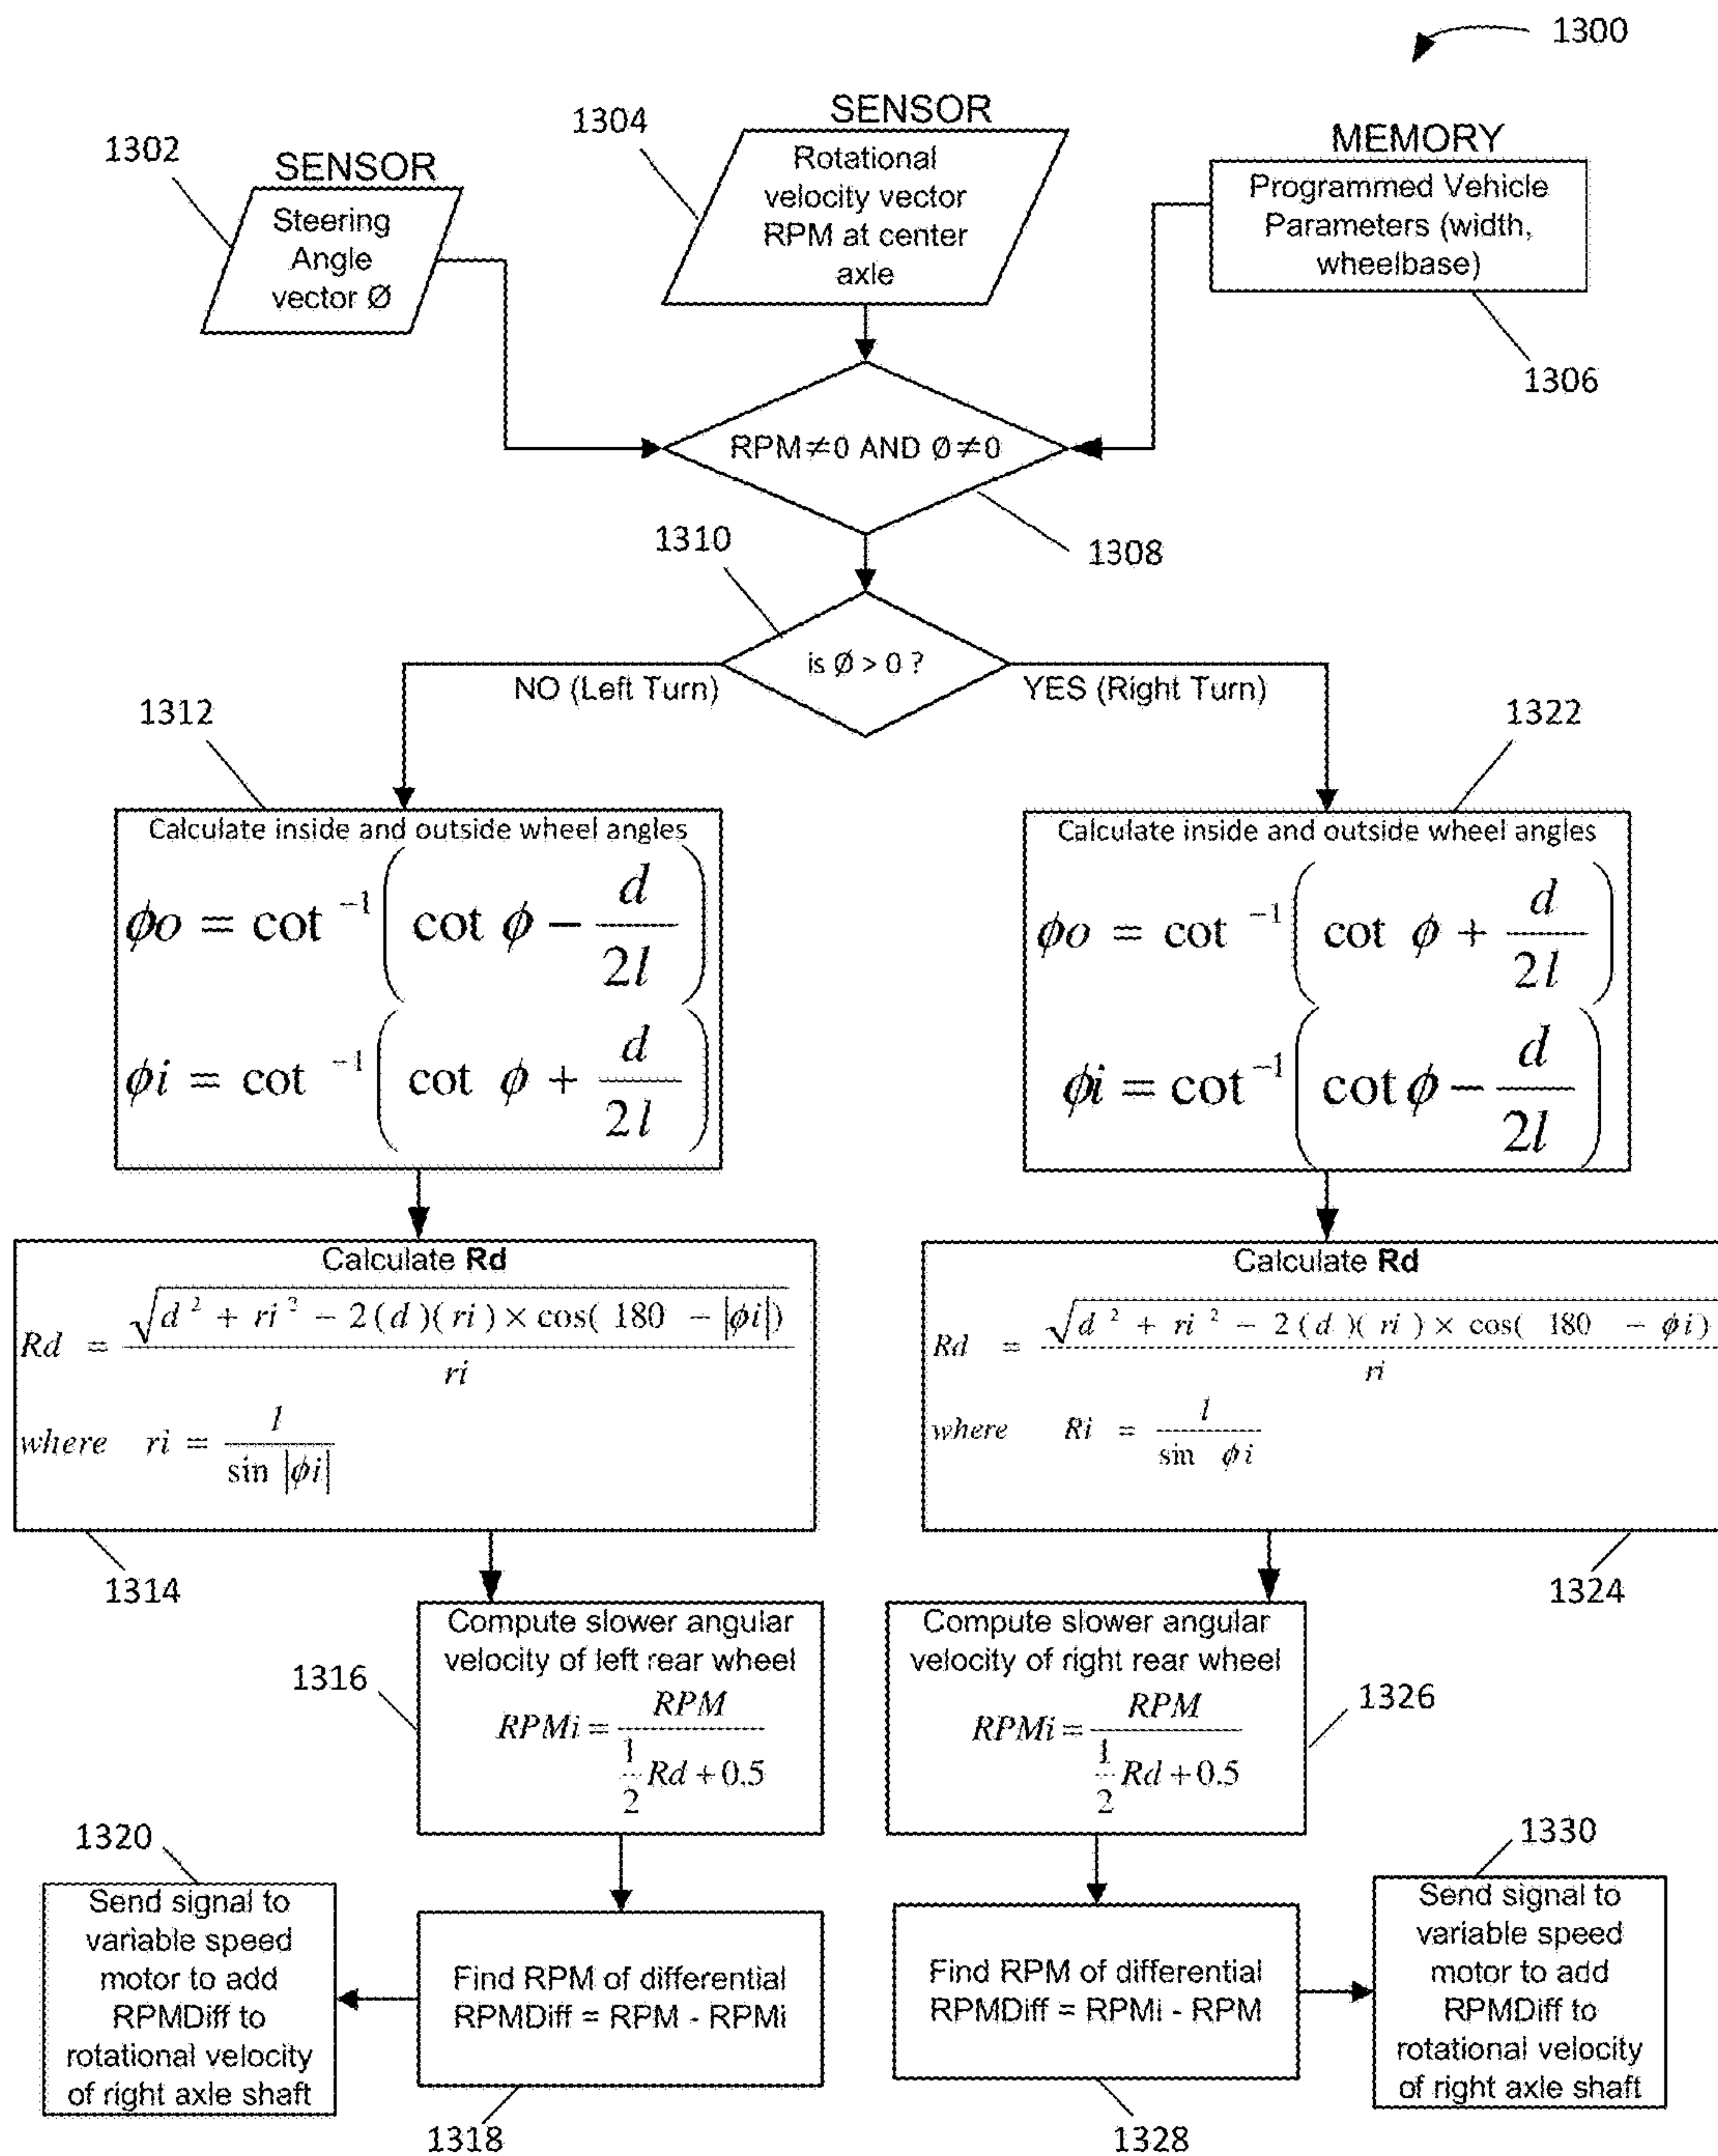 1300
1304
SENSOR
Rotational
velocity vector
RPM at center
axle
1302
SENSOR
Steering
Angle
vector Ø
MEMORY
Programmed Vehicle
Parameters (width,
wheelbase)
1306
RPM≠0 AND Ø≠0
1308
1310
is Ø > 0 ?
NO (Left Turn)
YES (Right Turn)
1312
Calculate inside and outside wheel angles
ϕo = cot ⁻¹ ( cot ϕ − d/2l )
ϕi = cot ⁻¹ ( cot ϕ + d/2l )
1322
Calculate inside and outside wheel angles
ϕo = cot ⁻¹ ( cot ϕ + d/2l )
ϕi = cot ⁻¹ ( cot ϕ − d/2l )
Calculate Rd
Rd = √(d ² + ri ² − 2 (d )( ri ) × cos( 180 − |ϕi|)) / ri
where ri = l / sin |ϕi|
1314
Calculate Rd
Rd = √(d ² + ri ² − 2 (d )( ri ) × cos( 180 − ϕi)) / ri
where Ri = l / sin ϕi
1324
1316
Compute slower angular
velocity of left rear wheel
RPMi = RPM / (1/2 Rd + 0.5)
Compute slower angular
velocity of right rear wheel
RPMi = RPM / (1/2 Rd + 0.5)
1326
1320
Send signal to
variable speed
motor to add
RPMDiff to
rotational velocity
of right axle shaft
Find RPM of differential
RPMDiff = RPM - RPMi
1318
Find RPM of differential
RPMDiff = RPMi - RPM
1328
1330
Send signal to
variable speed
motor to add
RPMDiff to
rotational velocity
of right axle shaft